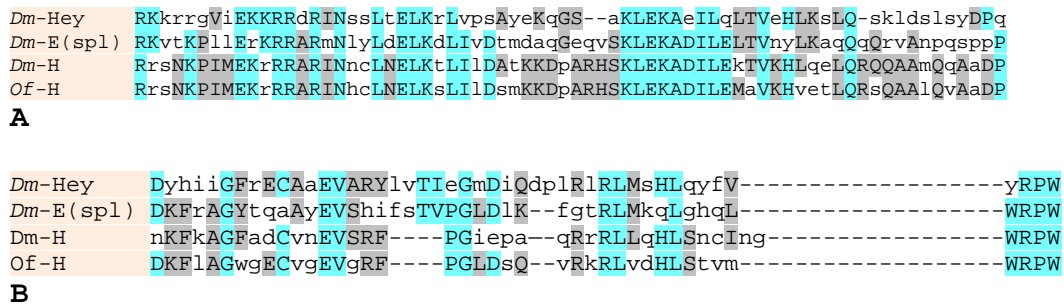 Dm-Hey RKkrrgViEKKRRdRINssLtELKrLvpsAyeKqGS--aKLEKAeILqLTVeHLKsLQ-skldslsyDPq
Dm-E(spl) RKvtKPllErKRRARmNlyLdELKdLIvDtmdaqGeqvSKLEKADILELTVnyLKaqQqQrvAnpqsppP
Dm-H RrsNKPIMEKrRRARINncLNELKtLIlDAtKKDpARHSKLEKADILEkTVKHLqeLQRQQAAmQqAaDP
Of-H RrsNKPIMEKrRRARINhcLNELKsLIlDsmKKDpARHSKLEKADILEMaVKHvetLQRsQAAlQvAaDP
A
Dm-Hey DyhiiGFrECAaEVARYlvTIeGmDiQdplRlRLMsHLqyfV------------------yRPW
Dm-E(spl) DKFrAGYtqaAyEVShifsTVPGLDlK--fgtRLMkqLghqL------------------WRPW
Dm-H nKFkAGFadCvnEVSRF----PGiepa--qRrRLLqHLSncIng----------------WRPW
Of-H DKFlAGwgECvgEVgRF----PGLDsQ--vRkRLvdHLStvm------------------WRPW
B